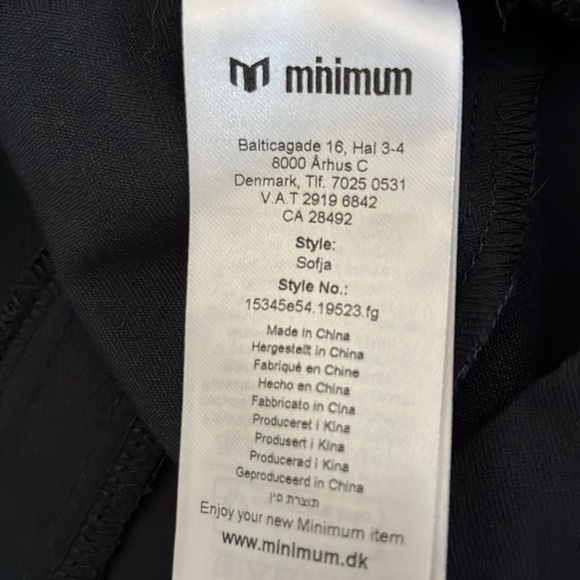 minimum
Balticagade 16, Hal 3-4
8000 Århus C
Denmark, Tlf. 7025 0531
V.A.T 2919 6842
CA 28492
Style:
Sofja
Style No.:
15345e54.19523.fg
Made in China
Hergestellt in China
Fabriqué en Chine
Hecho en China
Fabbricato in Cina
Produceret i Kina
Produsert i Kina
Producerad i Kina
Geproduceerd in China
תוצרת סין
Enjoy your new Minimum item
www.minimum.dk